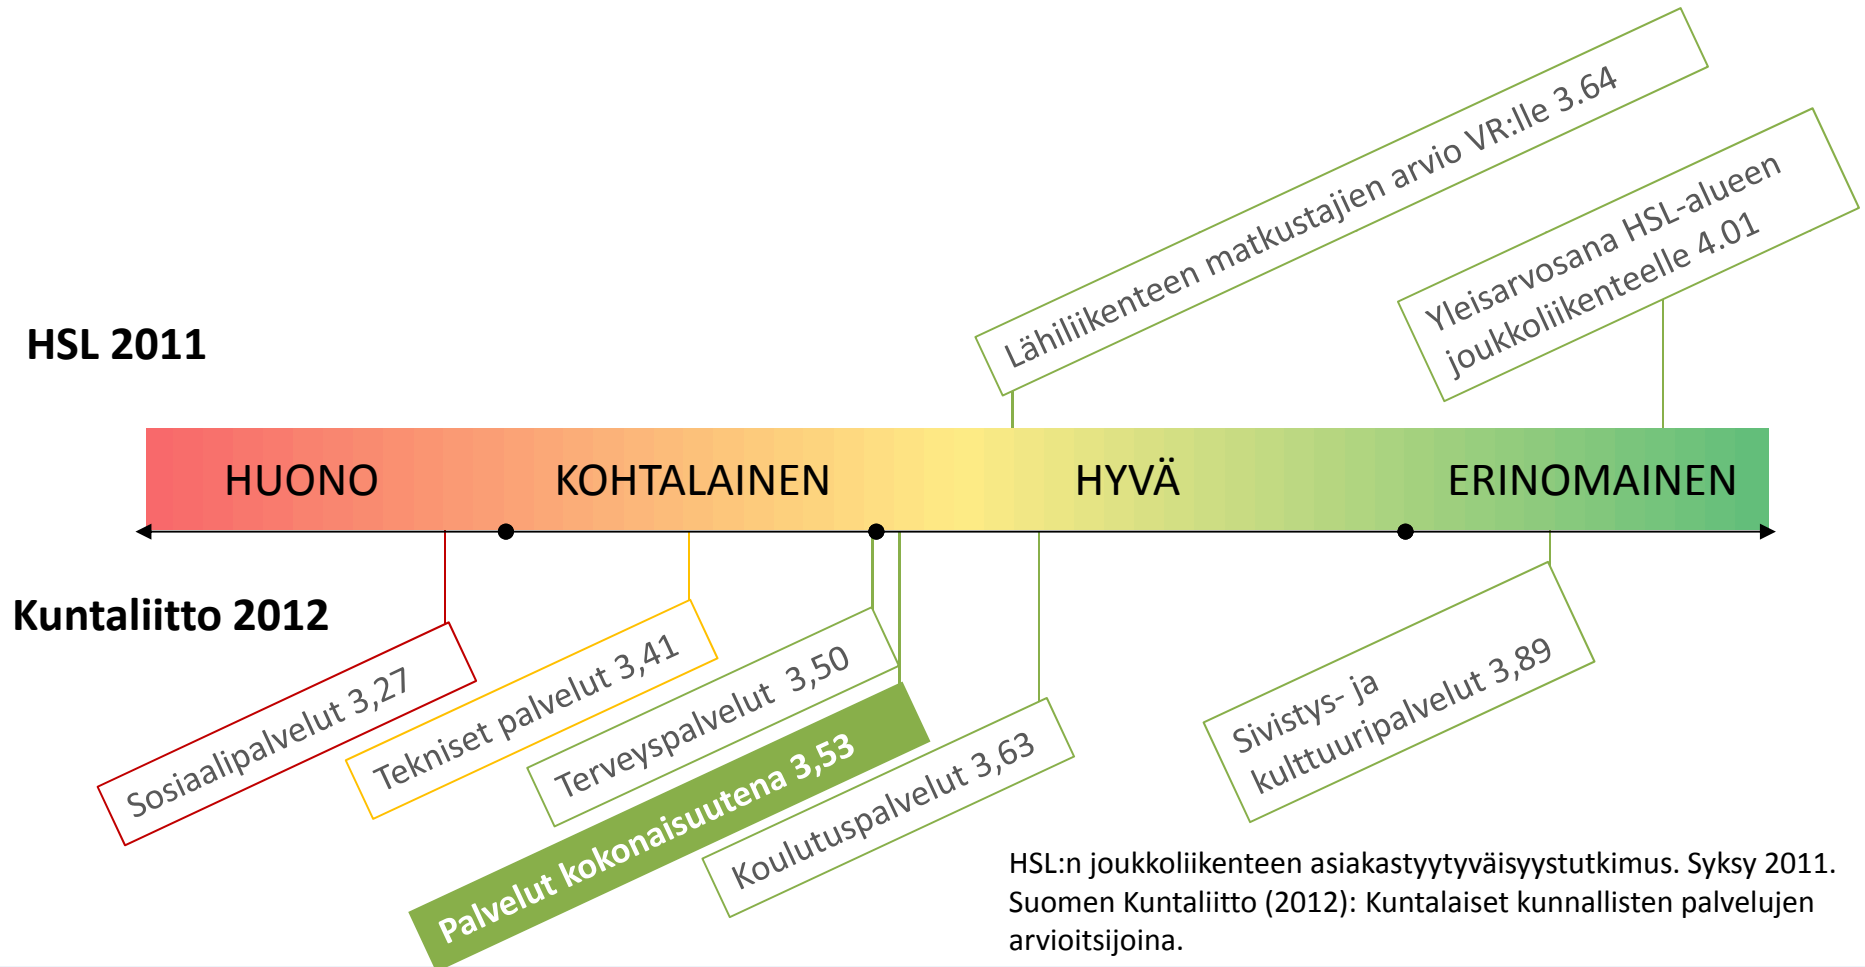 Lähiliikenteen matkustajien arvio VR:lle 3.64
Yleisarvosana HSL-alueen
joukkoliikenteelle 4.01
HSL 2011
HUONO
KOHTALAINEN
HYVÄ
ERINOMAINEN
Kuntaliitto 2012
Sosiaalipalvelut 3,27
Tekniset palvelut 3,41
Terveyspalvelut 3,50
Palvelut kokonaisuutena 3,53
Koulutuspalvelut 3,63
Sivistys- ja
kulttuuripalvelut 3,89
HSL:n joukkoliikenteen asiakastyytyväisyystutkimus. Syksy 2011.
Suomen Kuntaliitto (2012): Kuntalaiset kunnallisten palvelujen
arvioitsijoina.